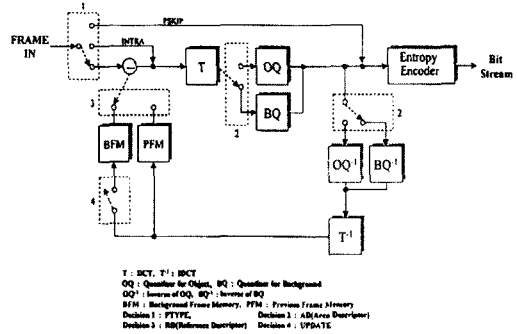 1
PSKIP
FRAME
IN
INTRA
T
OQ
BQ
2
Entropy
Encoder
Bit
Stream
3
BFM
PFM
2
OQ⁻¹
BQ⁻¹
4
T⁻¹
T : DCT, T⁻¹ : IDCT
OQ : Quantizer for Object, BQ : Quantizer for Background
OQ⁻¹ : Inverse of OQ, BQ⁻¹ : Inverse of BQ
BFM : Background Frame Memory, PFM : Previous Frame Memory
Decision 1 : PTYPE, Decision 2 : AD(Area Descriptor)
Decision 3 : RD(Reference Descriptor) Decision 4 : UPDATE